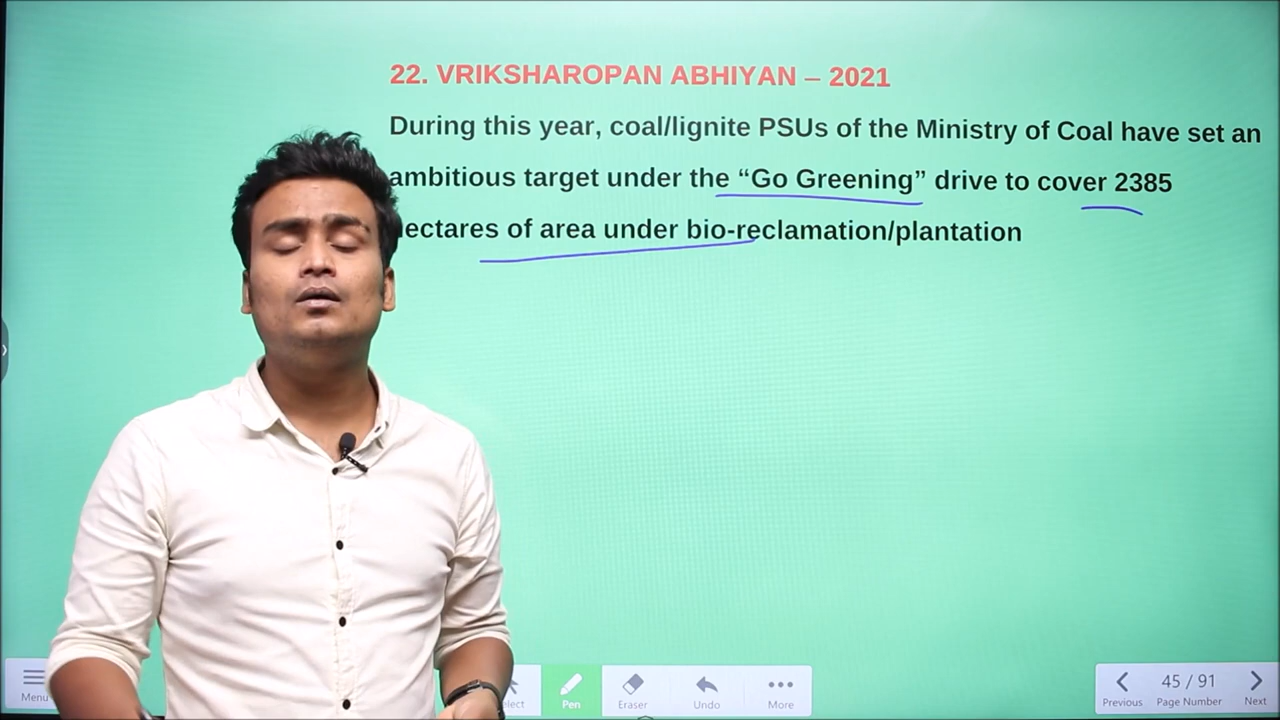 22. VRIKSHAROPAN ABHIYAN – 2021
During this year, coal/lignite PSUs of the Ministry of Coal have set an
ambitious target under the “Go Greening” drive to cover 2385
of area under bio-reclamation/plantation
Menu
Pen
Eraser
Undo
More
Previous
45 / 91
Page Number
Next